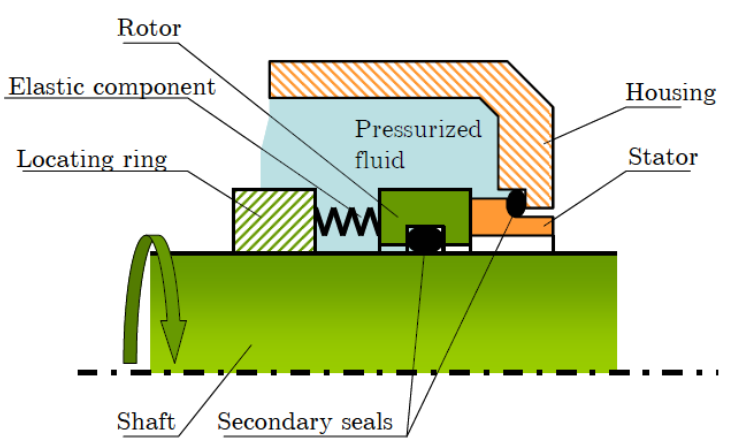 Rotor
Elastic component
Pressurized
fluid
Housing
Locating ring
Stator
Shaft
Secondary seals